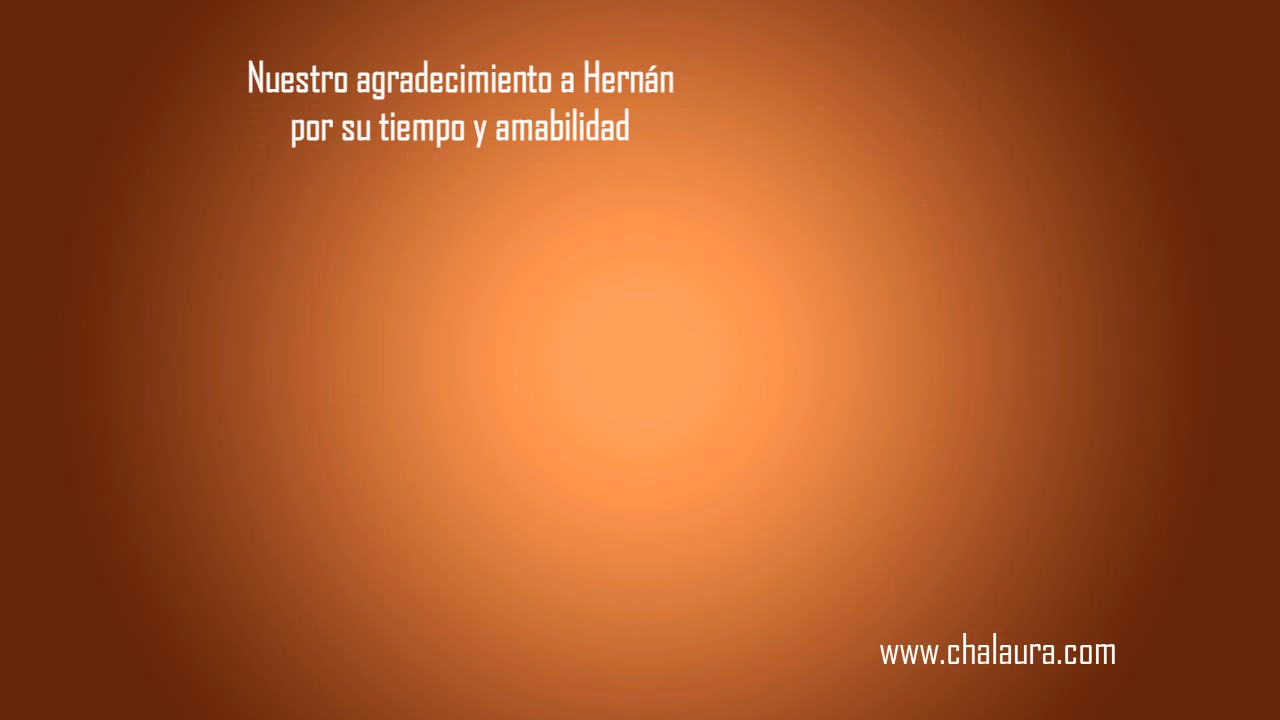 Nuestro agradecimiento a Hernán
por su tiempo y amabilidad
www.chalaura.com